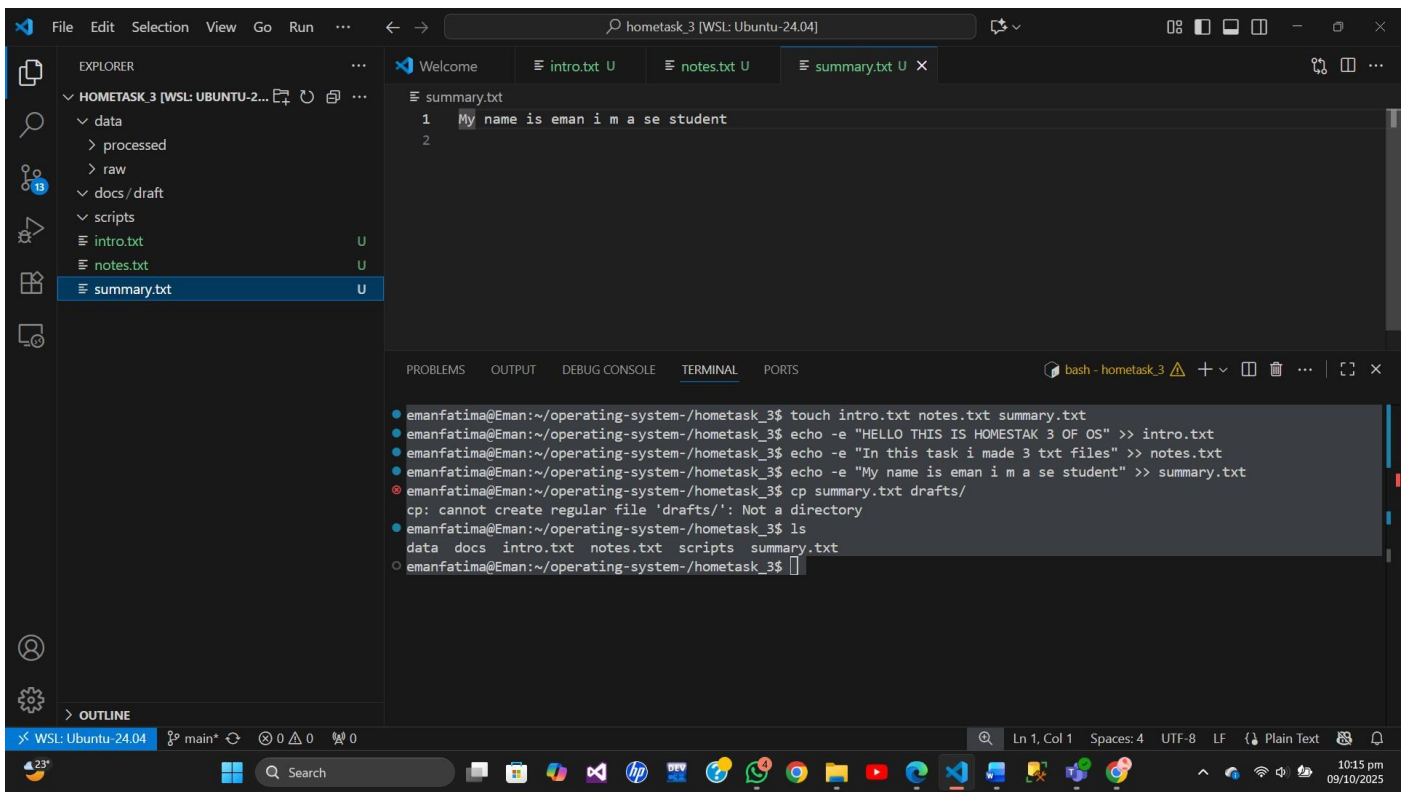 File Edit Selection View Go Run ··· hometask_3 [WSL: Ubuntu-24.04]
EXPLORER ···
HOMETASK_3 [WSL: UBUNTU-2... ···
data
processed
raw
docs/draft
scripts
intro.txt U
notes.txt U
summary.txt U
13
OUTLINE
Welcome intro.txt U notes.txt U summary.txt U ···
summary.txt
1 My name is eman i m a se student
2
PROBLEMS OUTPUT DEBUG CONSOLE TERMINAL PORTS bash - hometask_3 ···
emanfatima@Eman:~/operating-system-/hometask_3$ touch intro.txt notes.txt summary.txt
emanfatima@Eman:~/operating-system-/hometask_3$ echo -e "HELLO THIS IS HOMESTAK 3 OF OS" >> intro.txt
emanfatima@Eman:~/operating-system-/hometask_3$ echo -e "In this task i made 3 txt files" >> notes.txt
emanfatima@Eman:~/operating-system-/hometask_3$ echo -e "My name is eman i m a se student" >> summary.txt
emanfatima@Eman:~/operating-system-/hometask_3$ cp summary.txt drafts/
cp: cannot create regular file 'drafts/': Not a directory
emanfatima@Eman:~/operating-system-/hometask_3$ ls
data docs intro.txt notes.txt scripts summary.txt
emanfatima@Eman:~/operating-system-/hometask_3$
WSL: Ubuntu-24.04 main* 0 0 0 Ln 1, Col 1 Spaces: 4 UTF-8 LF Plain Text
23° Search hp DEV 4 10:15 pm
09/10/2025